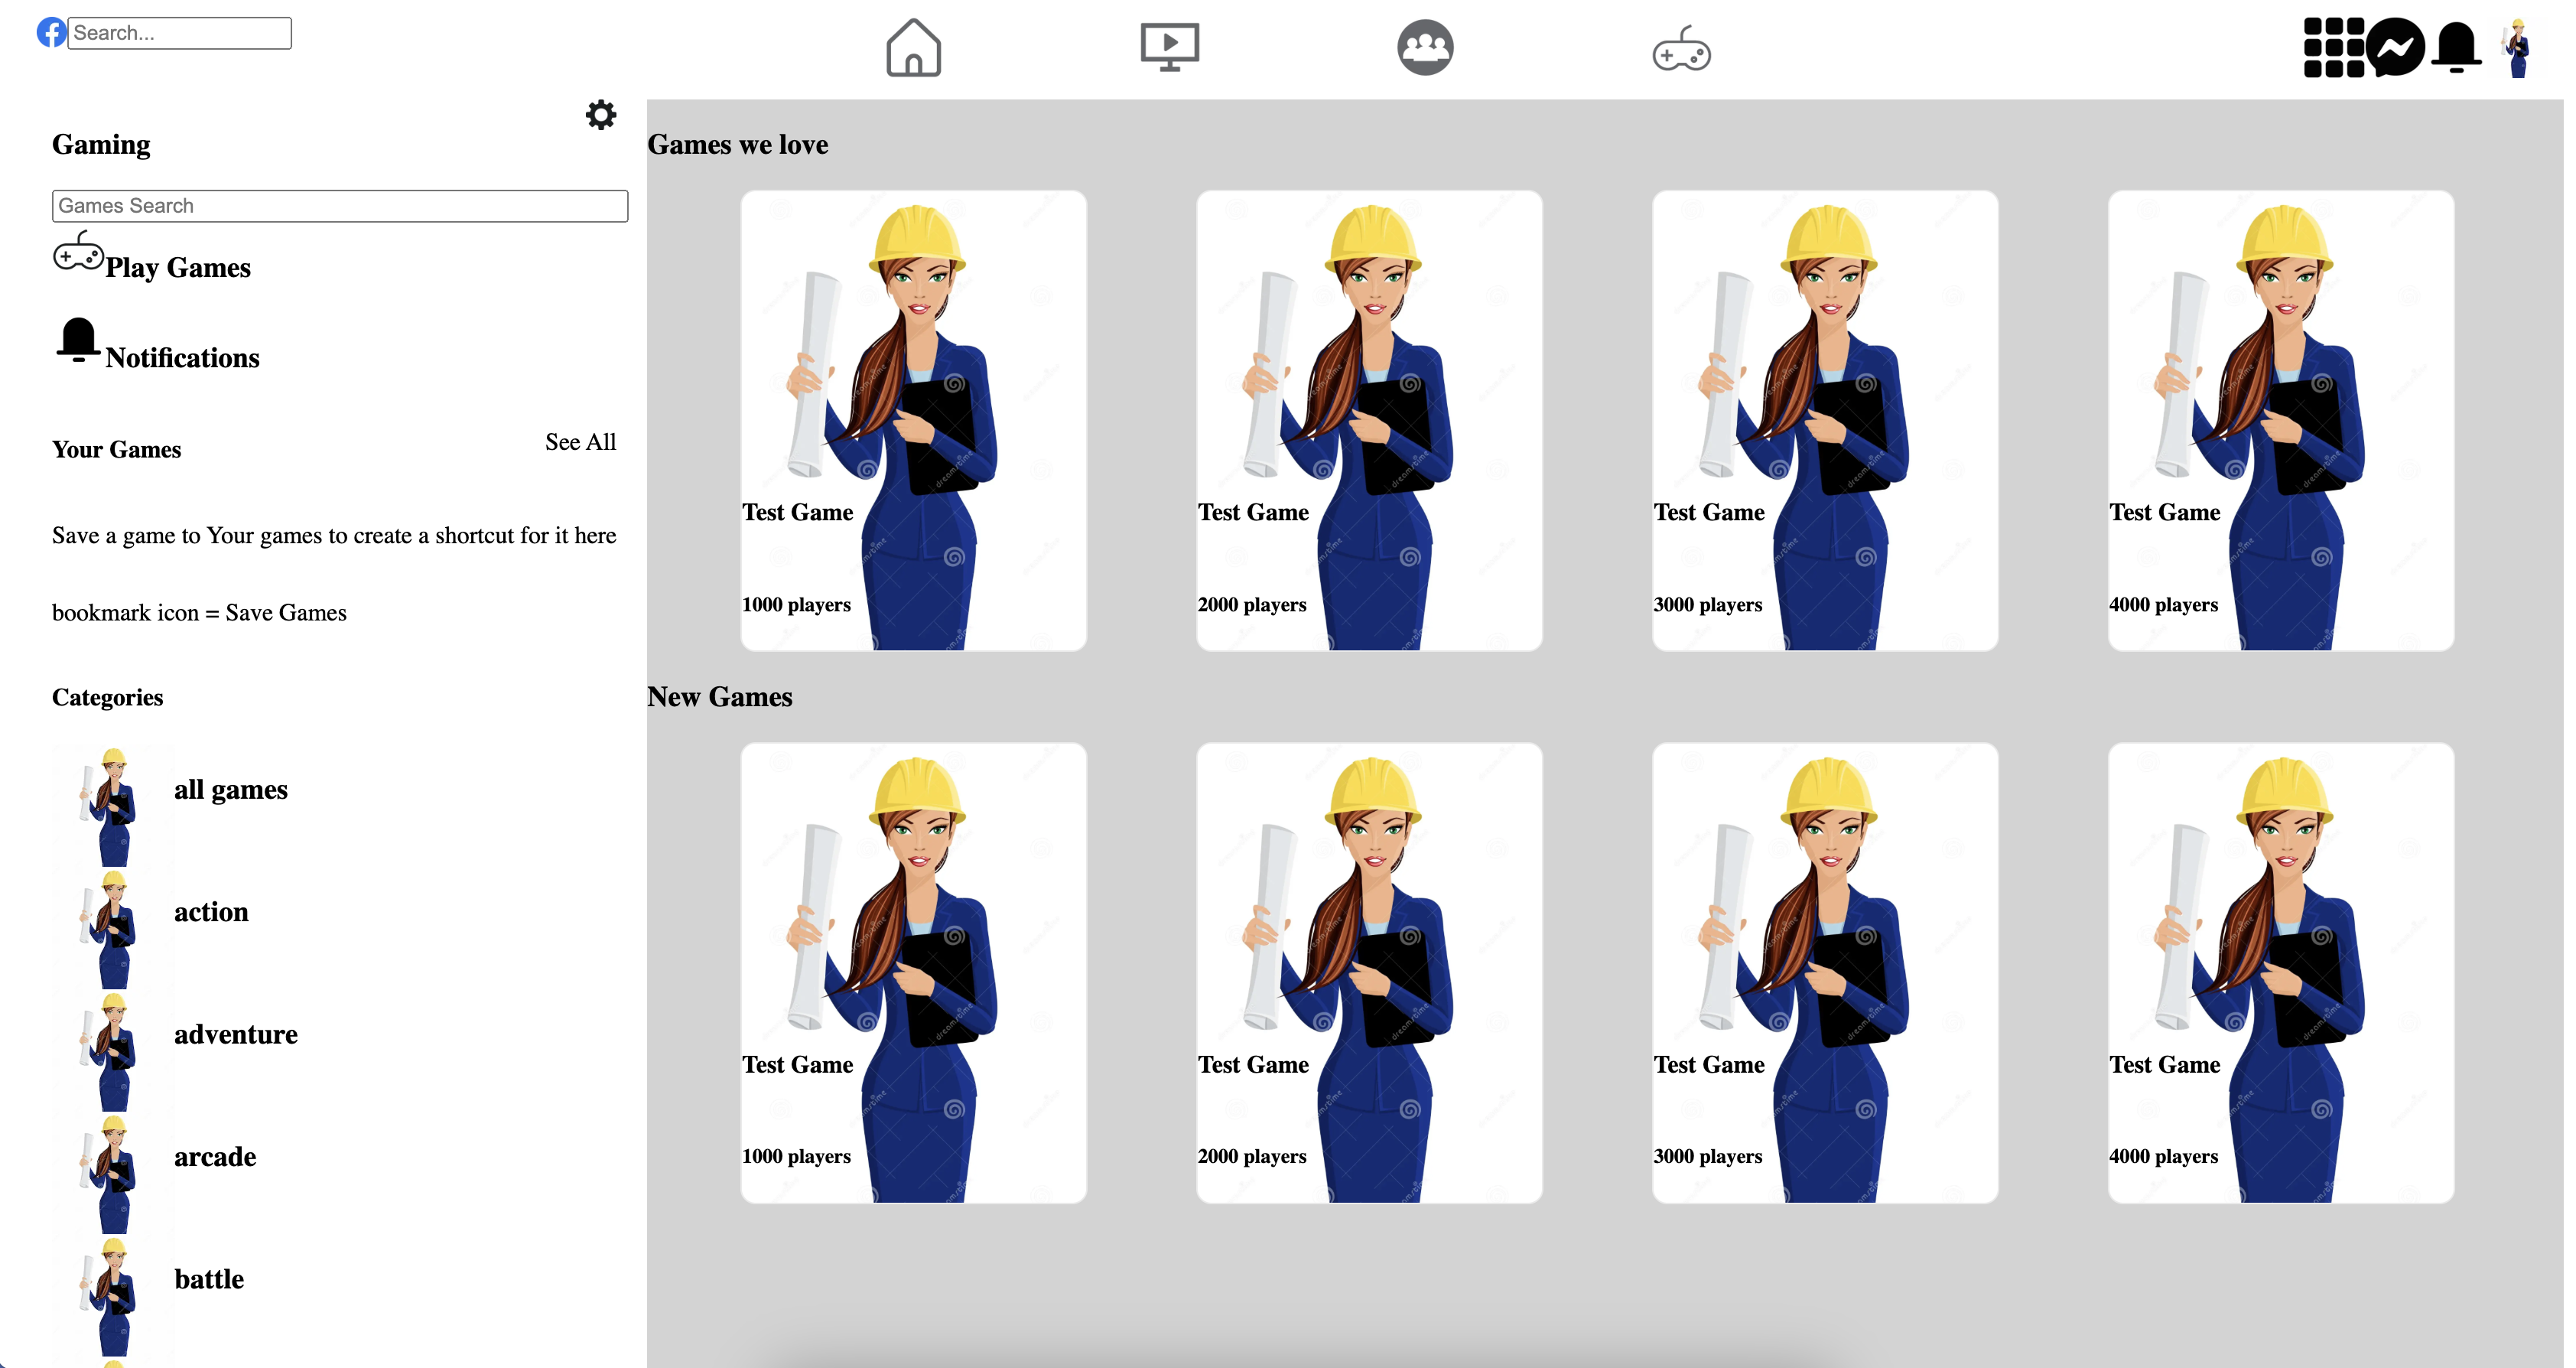 Search...
Gaming
Games Search
Play Games
Notifications
Your Games
See All
Save a game to Your games to create a shortcut for it here
bookmark icon = Save Games
Categories
all games
action
adventure
arcade
battle
Games we love
Test Game
1000 players
Test Game
2000 players
Test Game
3000 players
Test Game
4000 players
New Games
Test Game
1000 players
Test Game
2000 players
Test Game
3000 players
Test Game
4000 players